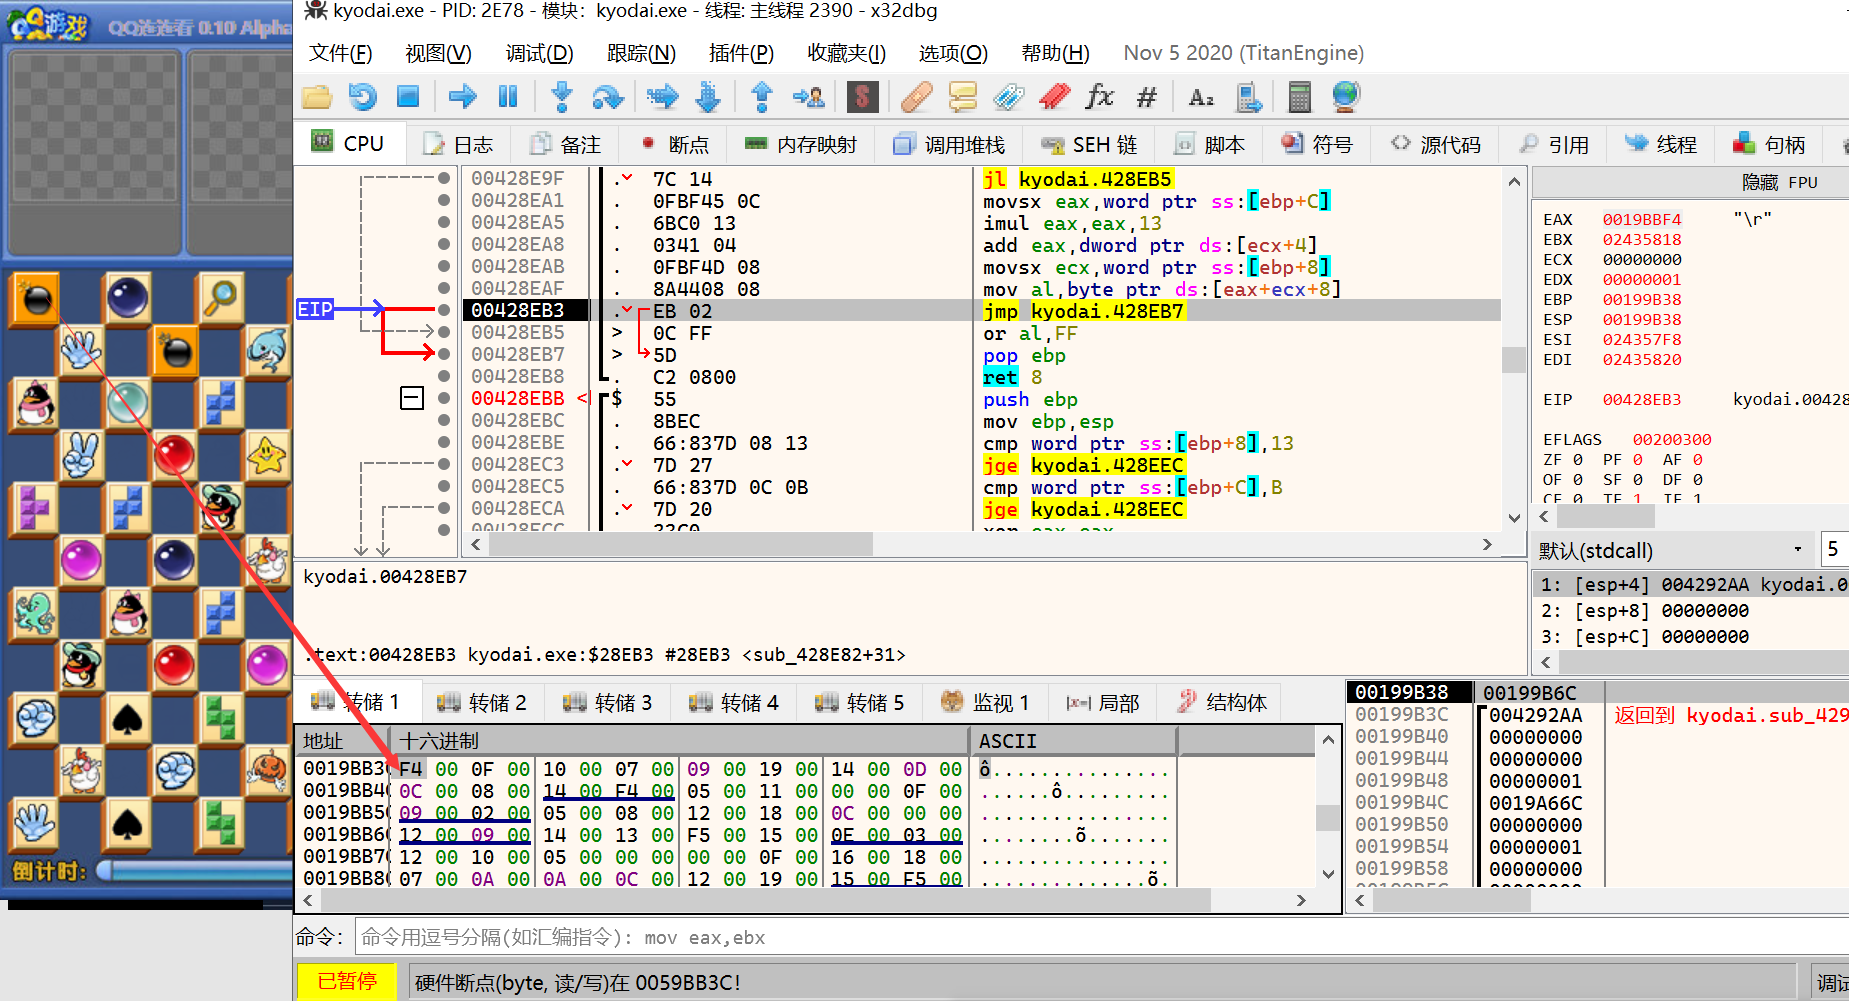 kyodai.exe - PID: 2E78 - 模块: kyodai.exe - 线程: 主线程 2390 - x32dbg
游戏 QQ连连看 0.10 Alpha
文件(F) 视图(V) 调试(D) 跟踪(N) 插件(P) 收藏夹(I) 选项(O) 帮助(H) Nov 5 2020 (TitanEngine)
CPU 日志 备注 断点 内存映射 调用堆栈 SEH 链 脚本 符号 源代码 引用 线程 句柄
00428E9F .ˇ 7C 14 jl kyodai.428EB5
00428EA1 . 0FBF45 0C movsx eax,word ptr ss:[ebp+C]
00428EA5 . 6BC0 13 imul eax,eax,13
00428EA8 . 0341 04 add eax,dword ptr ds:[ecx+4]
00428EAB . 0FBF4D 08 movsx ecx,word ptr ss:[ebp+8]
00428EAF . 8A4408 08 mov al,byte ptr ds:[eax+ecx+8]
EIP 00428EB3 .ˇ EB 02 jmp kyodai.428EB7
00428EB5 > 0C FF or al,FF
00428EB7 > 5D pop ebp
00428EB8 . C2 0800 ret 8
00428EBB <$ 55 push ebp
00428EBC . 8BEC mov ebp,esp
00428EBE . 66:837D 08 13 cmp word ptr ss:[ebp+8],13
00428EC3 .ˇ 7D 27 jge kyodai.428EEC
00428EC5 . 66:837D 0C 0B cmp word ptr ss:[ebp+C],B
00428ECA .ˇ 7D 20 jge kyodai.428EEC
00428ECC . 33C0 xor eax,eax
隐藏 FPU
EAX 0019BBF4 "\r"
EBX 02435818
ECX 00000000
EDX 00000001
EBP 00199B38
ESP 00199B38
ESI 024357F8
EDI 02435820
EIP 00428EB3 kyodai.00428
EFLAGS 00200300
ZF 0 PF 0 AF 0
OF 0 SF 0 DF 0
CF 0 TF 1 IF 1
默认(stdcall) 5
1: [esp+4] 004292AA kyodai.00
2: [esp+8] 00000000
3: [esp+C] 00000000
kyodai.00428EB7
.text:00428EB3 kyodai.exe:$28EB3 #28EB3 <sub_428E82+31>
转储 1 转储 2 转储 3 转储 4 转储 5 监视 1 局部 结构体
地址 十六进制 ASCII
0019BB30 F4 00 0F 00 10 00 07 00 09 00 19 00 14 00 0D 00 ô...............
0019BB40 0C 00 08 00 14 00 F4 00 05 00 11 00 00 00 0F 00 ......ô.........
0019BB50 09 00 02 00 05 00 08 00 12 00 18 00 0C 00 00 00 ................
0019BB60 12 00 09 00 14 00 13 00 F5 00 15 00 0E 00 03 00 ........õ.......
0019BB70 12 00 10 00 05 00 00 00 00 00 0F 00 16 00 18 00 ................
0019BB80 07 00 0A 00 0A 00 0C 00 12 00 19 00 15 00 F5 00 ..............õ.
00199B38 00199B6C
00199B3C 004292AA 返回到 kyodai.sub_429
00199B40 00000000
00199B44 00000000
00199B48 00000001
00199B4C 0019A66C
00199B50 00000000
00199B54 00000001
00199B58 00000000
倒计时:
命令: 命令用逗号分隔(如汇编指令): mov eax,ebx
已暂停 硬件断点(byte, 读/写)在 0059BB3C! 调试